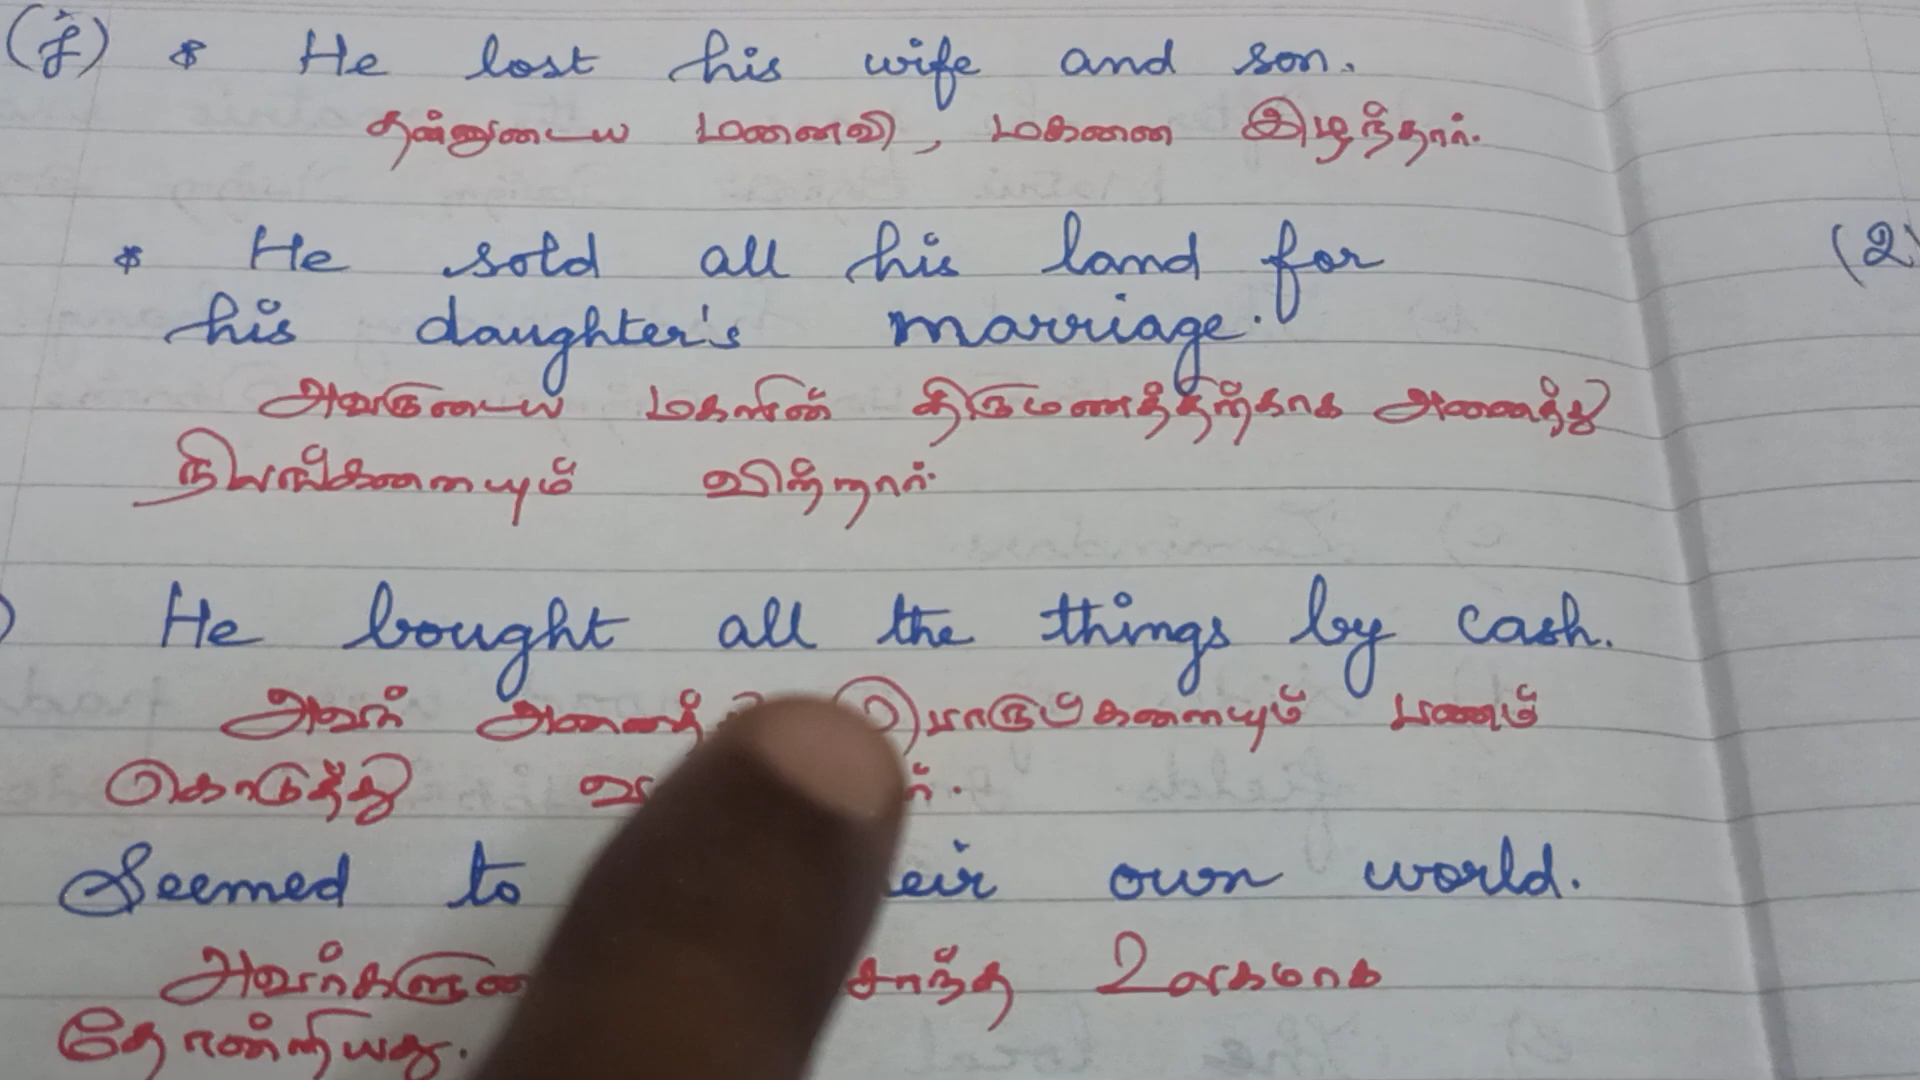 (f) * He lost his wife and son.
தன்னுடைய மனைவி, மகனை இழந்தார்.
* He sold all his land for
(2)
his daughter's marriage.
அவருடைய மகளின் திருமணத்திற்காக அனைத்து
நிலங்களையும் விற்றார்.
He bought all the things by cash.
அவர் பொருட்களையும் பணம்
கொடுத்து
Seemed to own world.
உலகமாக
தோன்றியது.